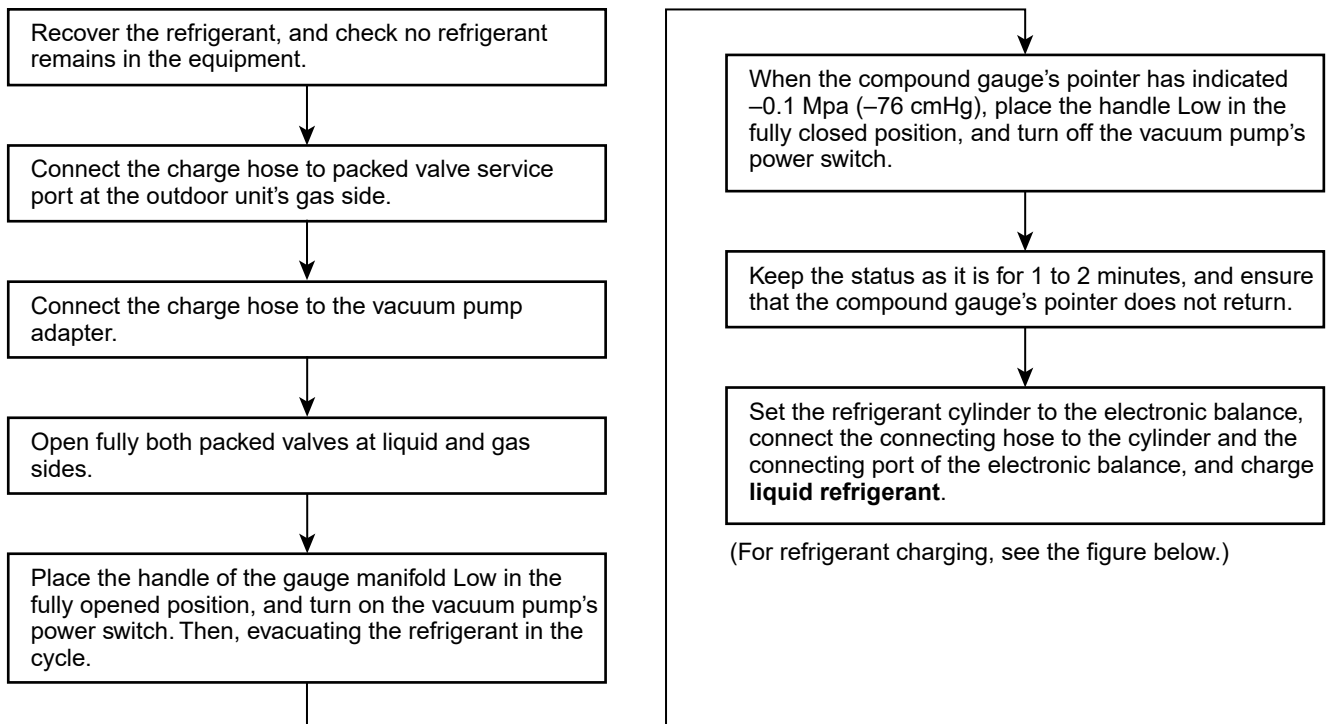 Recover the refrigerant, and check no refrigerant
remains in the equipment.
Connect the charge hose to packed valve service
port at the outdoor unit’s gas side.
Connect the charge hose to the vacuum pump
adapter.
Open fully both packed valves at liquid and gas
sides.
Place the handle of the gauge manifold Low in the
fully opened position, and turn on the vacuum pump’s
power switch. Then, evacuating the refrigerant in the
cycle.
When the compound gauge’s pointer has indicated
–0.1 Mpa (–76 cmHg), place the handle Low in the
fully closed position, and turn off the vacuum pump’s
power switch.
Keep the status as it is for 1 to 2 minutes, and ensure
that the compound gauge’s pointer does not return.
Set the refrigerant cylinder to the electronic balance,
connect the connecting hose to the cylinder and the
connecting port of the electronic balance, and charge
liquid refrigerant.
(For refrigerant charging, see the figure below.)